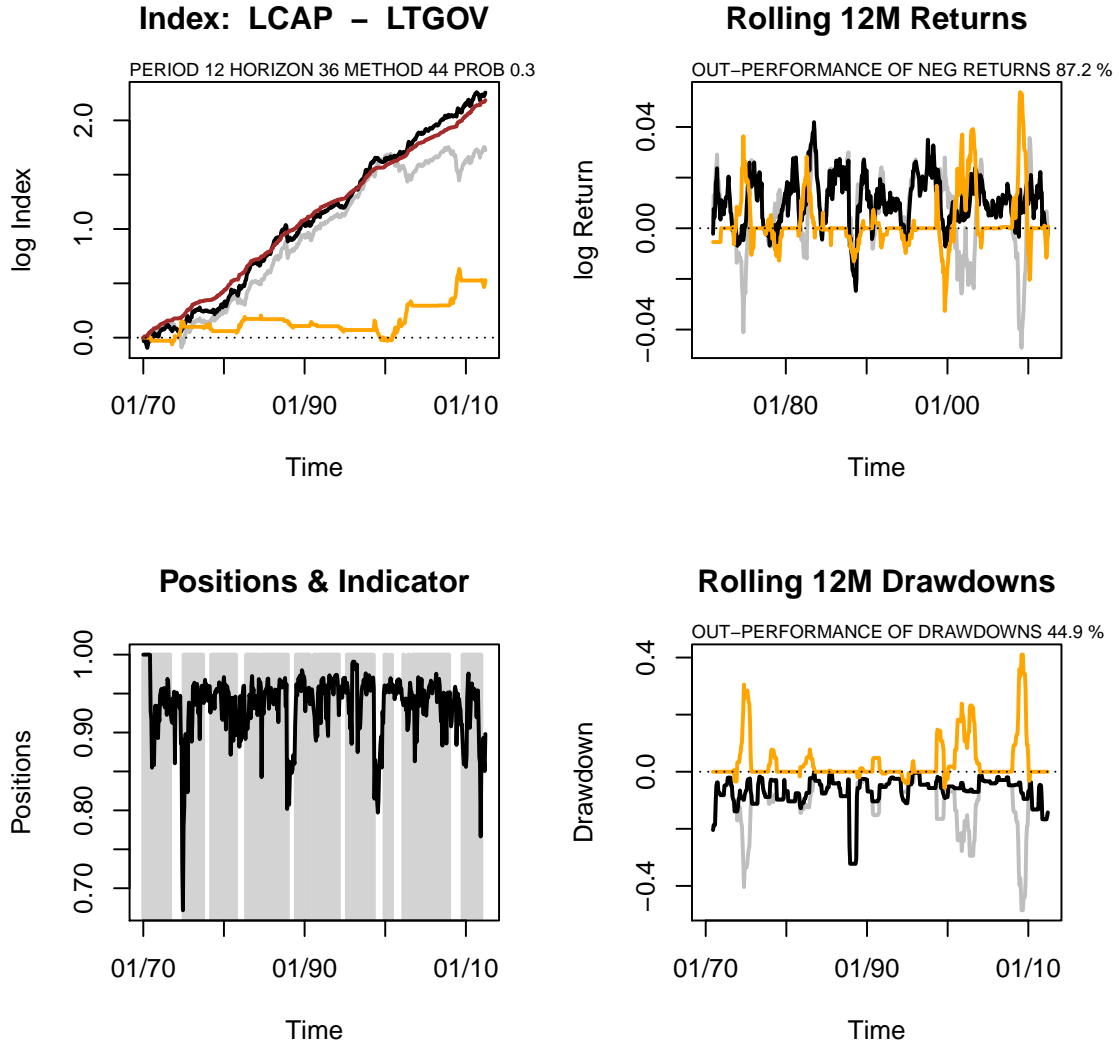 Index:  LCAP  –  LTGOV
PERIOD 12 HORIZON 36 METHOD 44 PROB 0.3
log Index
2.0
1.0
0.0
01/70
01/90
01/10
Time
Rolling 12M Returns
OUT−PERFORMANCE OF NEG RETURNS 87.2 %
log Return
0.04
0.00
−0.04
01/80
01/00
Time
Positions & Indicator
Positions
1.00
0.90
0.80
0.70
01/70
01/90
01/10
Time
Rolling 12M Drawdowns
OUT−PERFORMANCE OF DRAWDOWNS 44.9 %
Drawdown
0.4
0.0
−0.4
01/70
01/90
01/10
Time